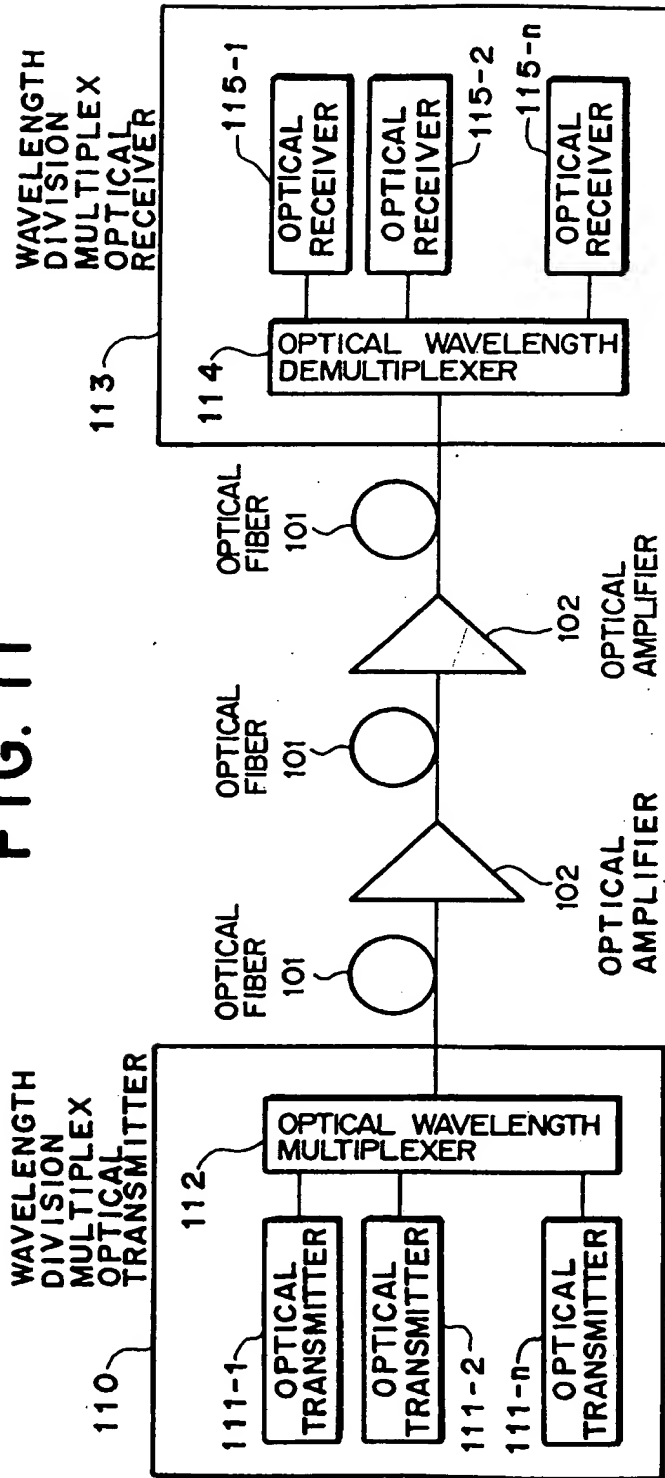 FIG. 11
WAVELENGTH
DIVISION
MULTIPLEX
OPTICAL
TRANSMITTER
110
111-1
OPTICAL
TRANSMITTER
OPTICAL
TRANSMITTER
111-2
111-n
OPTICAL
TRANSMITTER
112
OPTICAL WAVELENGTH
MULTIPLEXER
OPTICAL
FIBER
101
102
OPTICAL
AMPLIFIER
OPTICAL
FIBER
101
102
OPTICAL
AMPLIFIER
OPTICAL
FIBER
101
WAVELENGTH
DIVISION
MULTIPLEX
OPTICAL
RECEIVER
113
114
OPTICAL WAVELENGTH
DEMULTIPLEXER
OPTICAL
RECEIVER
115-1
OPTICAL
RECEIVER
115-2
OPTICAL
RECEIVER
115-n